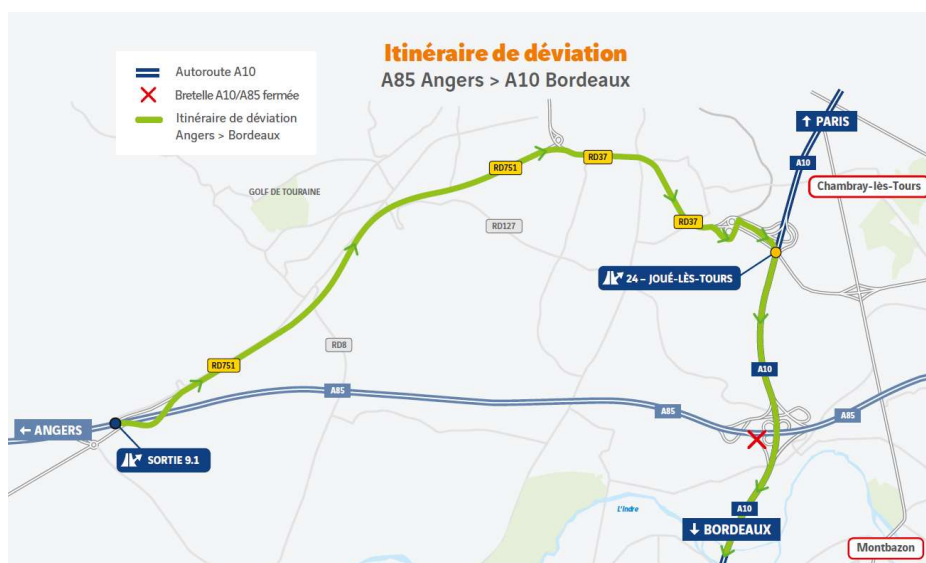 Itinéraire de déviation
A85 Angers > A10 Bordeaux
Autoroute A10
Bretelle A10/A85 fermée
Itinéraire de déviation
Angers > Bordeaux
↑ PARIS
A10
Chambray-lès-Tours
RD37
RD751
GOLF DE TOURAINE
RD127
RD37
24 – JOUÉ-LÈS-TOURS
RD8
RD751
A10
A85
A85
A85
← ANGERS
SORTIE 9.1
L'Indre
A10
↓ BORDEAUX
Montbazon